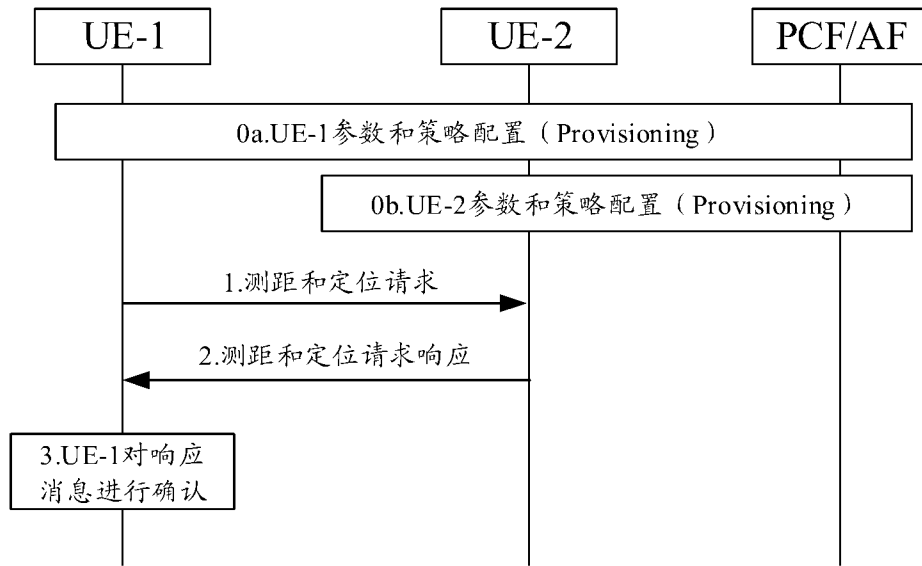 UE-1
UE-2
PCF/AF
0a.UE-1参数和策略配置（Provisioning）
0b.UE-2参数和策略配置（Provisioning）
1.测距和定位请求
2.测距和定位请求响应
3.UE-1对响应
消息进行确认